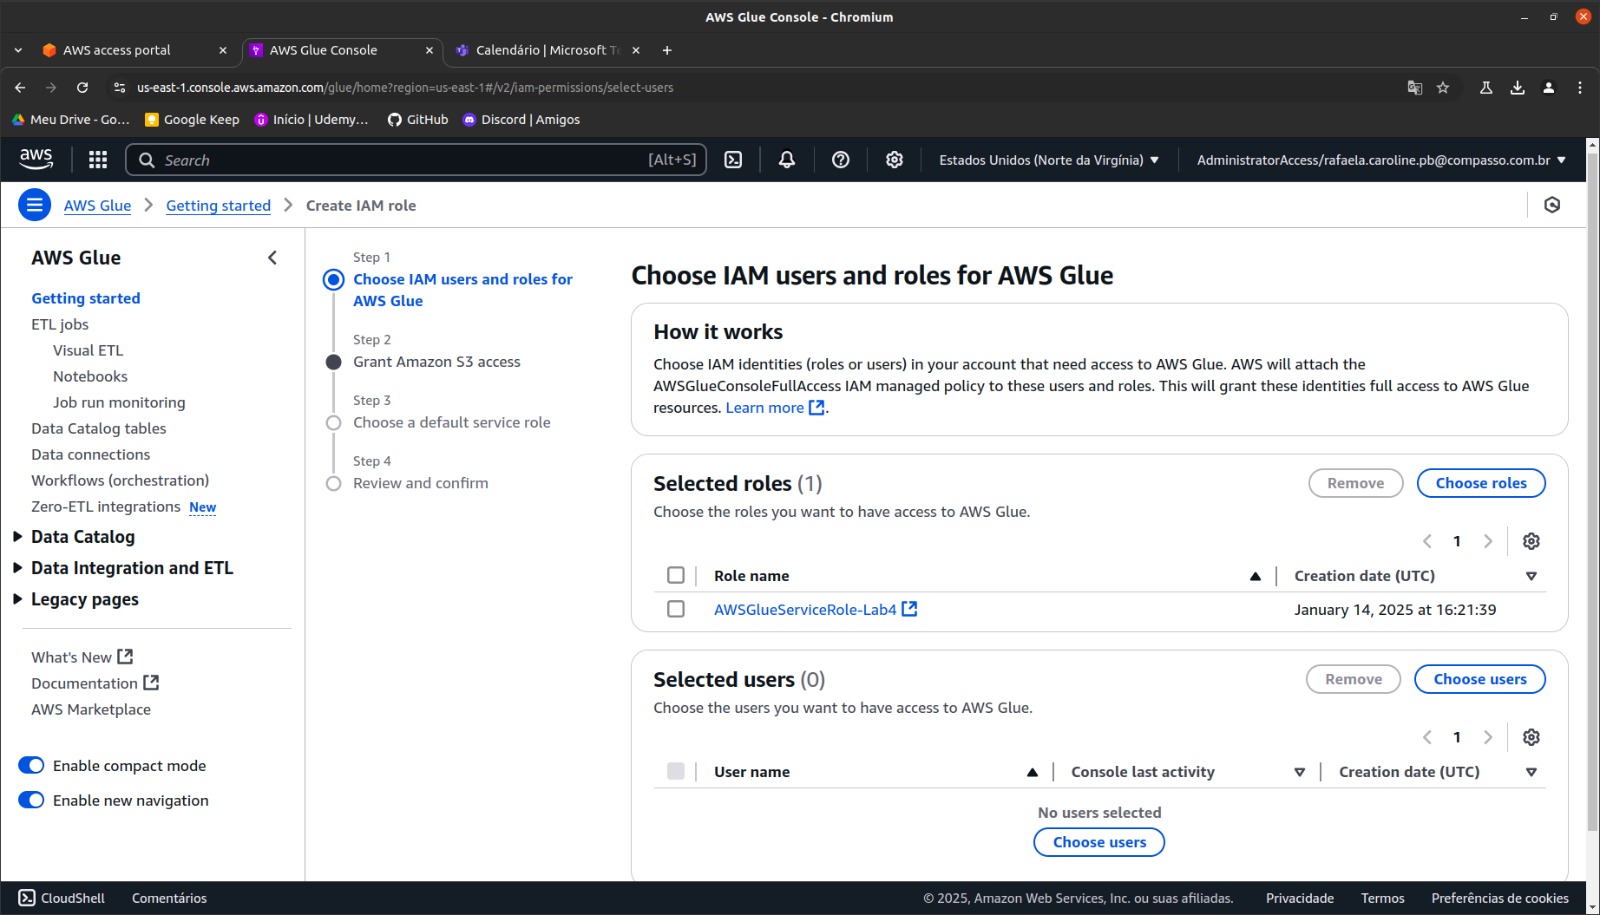 AWS Glue Console - Chromium
AWS access portal
AWS Glue Console
Calendário | Microsoft
us-east-1.console.aws.amazon.com/glue/home?region=us-east-1#/v2/iam-permissions/select-users
Meu Drive - Go...
Google Keep
Início | Udemy...
GitHub
Discord | Amigos
aws
Search
[Alt+S]
Estados Unidos (Norte da Virgínia)
AdministratorAccess/rafaela.caroline.pb@compasso.com.br
AWS Glue
Getting started
Create IAM role
AWS Glue
Getting started
ETL jobs
Visual ETL
Notebooks
Job run monitoring
Data Catalog tables
Data connections
Workflows (orchestration)
Zero-ETL integrations New
Data Catalog
Data Integration and ETL
Legacy pages
What's New
Documentation
AWS Marketplace
Enable compact mode
Enable new navigation
Step 1
Choose IAM users and roles for
AWS Glue
Step 2
Grant Amazon S3 access
Step 3
Choose a default service role
Step 4
Review and confirm
Choose IAM users and roles for AWS Glue
How it works
Choose IAM identities (roles or users) in your account that need access to AWS Glue. AWS will attach the
AWSGlueConsoleFullAccess IAM managed policy to these users and roles. This will grant these identities full access to AWS Glue
resources. Learn more.
Selected roles (1)
Remove
Choose roles
Choose the roles you want to have access to AWS Glue.
1
Role name
Creation date (UTC)
AWSGlueServiceRole-Lab4
January 14, 2025 at 16:21:39
Selected users (0)
Remove
Choose users
Choose the users you want to have access to AWS Glue.
1
User name
Console last activity
Creation date (UTC)
No users selected
Choose users
CloudShell
Comentários
© 2025, Amazon Web Services, Inc. ou suas afiliadas.
Privacidade
Termos
Preferências de cookies